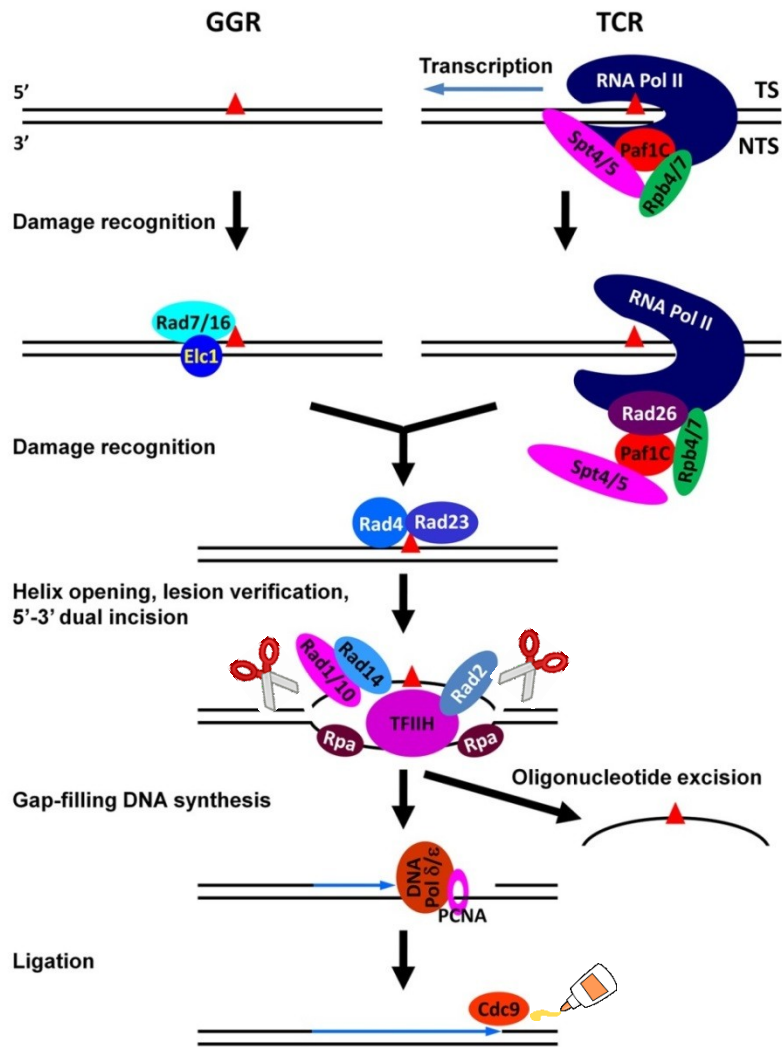 GGR
TCR
5’
3’
Transcription
RNA Pol II
TS
NTS
Spt4/5
Paf1C
Rpb4/7
Damage recognition
Rad7/16
Elc1
RNA Pol II
Rad26
Paf1C
Spt4/5
Rpb4/7
Damage recognition
Rad4
Rad23
Helix opening, lesion verification,
5’-3’ dual incision
Rad1/10
Rad14
Rad2
TFIIH
Rpa
Rpa
Oligonucleotide excision
Gap-filling DNA synthesis
DNA
Pol δ/ε
PCNA
Ligation
Cdc9